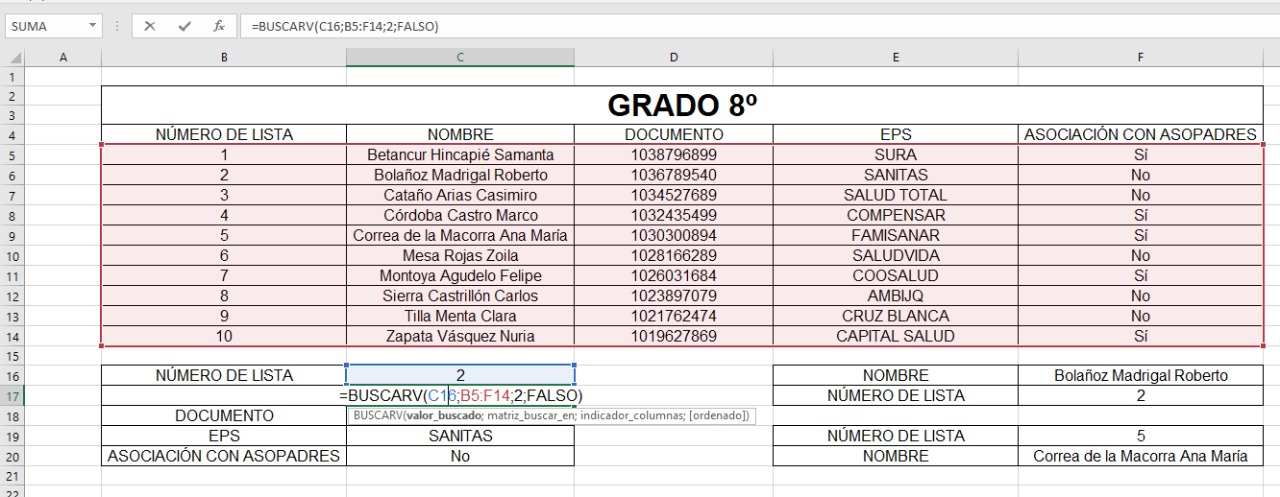 SUMA fx =BUSCARV(C16;B5:F14;2;FALSO)
A B C D E F
1
2 GRADO 8º
3
4 NÚMERO DE LISTA NOMBRE DOCUMENTO EPS ASOCIACIÓN CON ASOPADRES
5 1 Betancur Hincapié Samanta 1038796899 SURA Sí
6 2 Bolañoz Madrigal Roberto 1036789540 SANITAS No
7 3 Cataño Arias Casimiro 1034527689 SALUD TOTAL No
8 4 Córdoba Castro Marco 1032435499 COMPENSAR Sí
9 5 Correa de la Macorra Ana María 1030300894 FAMISANAR Sí
10 6 Mesa Rojas Zoila 1028166289 SALUDVIDA No
11 7 Montoya Agudelo Felipe 1026031684 COOSALUD Sí
12 8 Sierra Castrillón Carlos 1023897079 AMBIJQ No
13 9 Tilla Menta Clara 1021762474 CRUZ BLANCA No
14 10 Zapata Vásquez Nuria 1019627869 CAPITAL SALUD Sí
15
16 NÚMERO DE LISTA 2 NOMBRE Bolañoz Madrigal Roberto
17 =BUSCARV(C16;B5:F14;2;FALSO) NÚMERO DE LISTA 2
18 DOCUMENTO BUSCARV(valor_buscado; matriz_buscar_en; indicador_columnas; [ordenado])
19 EPS SANITAS NÚMERO DE LISTA 5
20 ASOCIACIÓN CON ASOPADRES No NOMBRE Correa de la Macorra Ana María
21
22